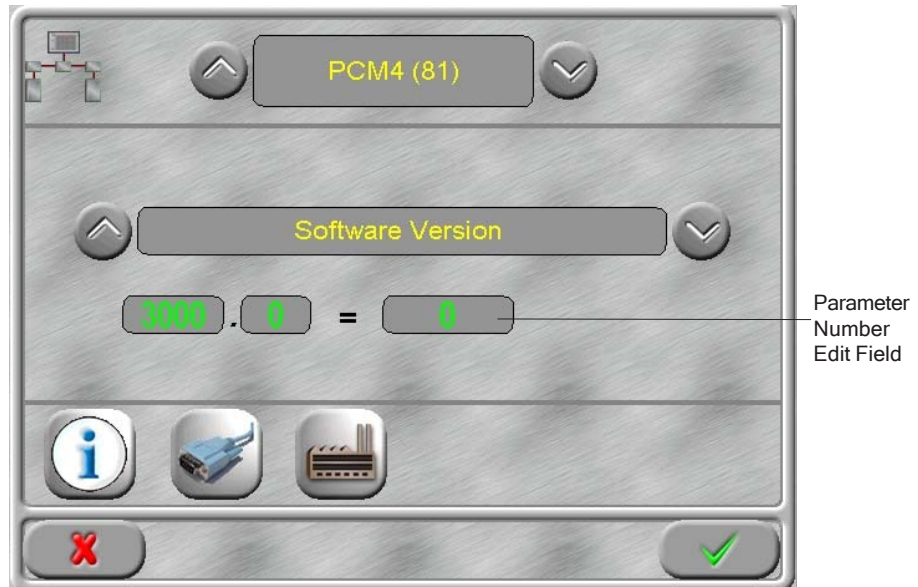 PCM4 (81)
Software Version
3000 . 0 = 0
Parameter
Number
Edit Field
i